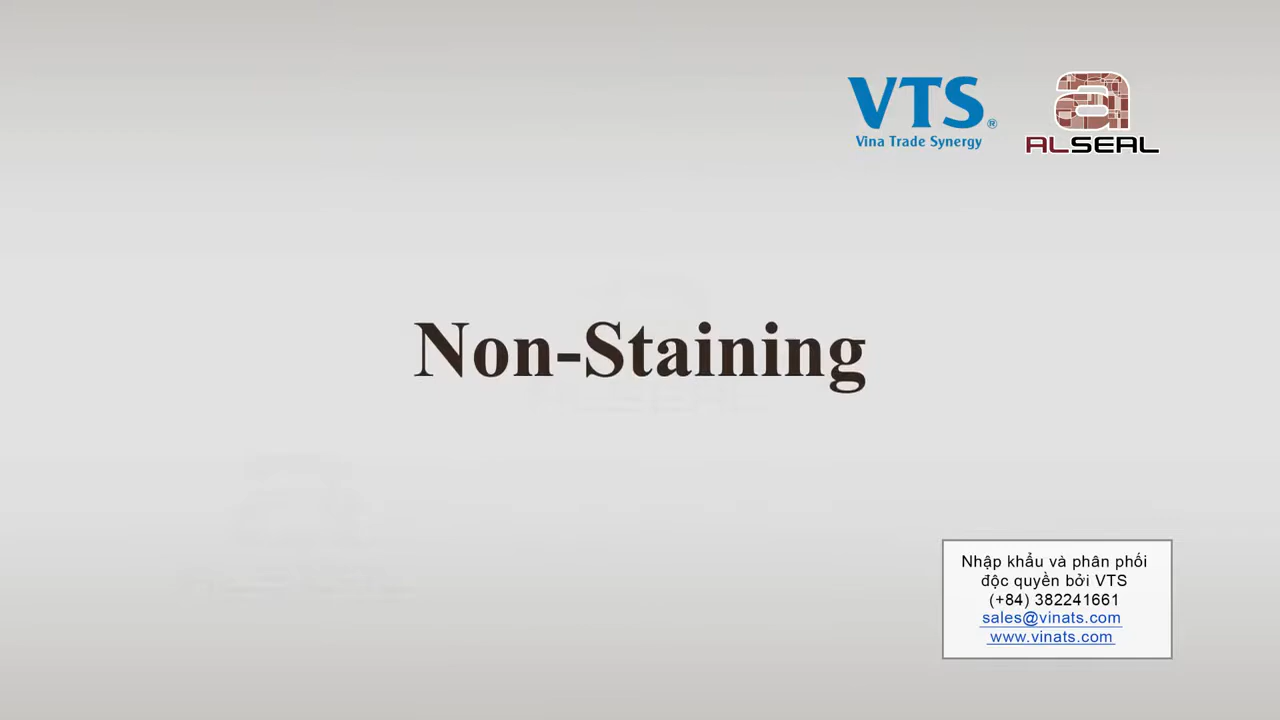 VTS®
Vina Trade Synergy
a
ALSEAL
Non-Staining
Nhập khẩu và phân phối
độc quyền bởi VTS
(+84) 382241661
sales@vinats.com
www.vinats.com